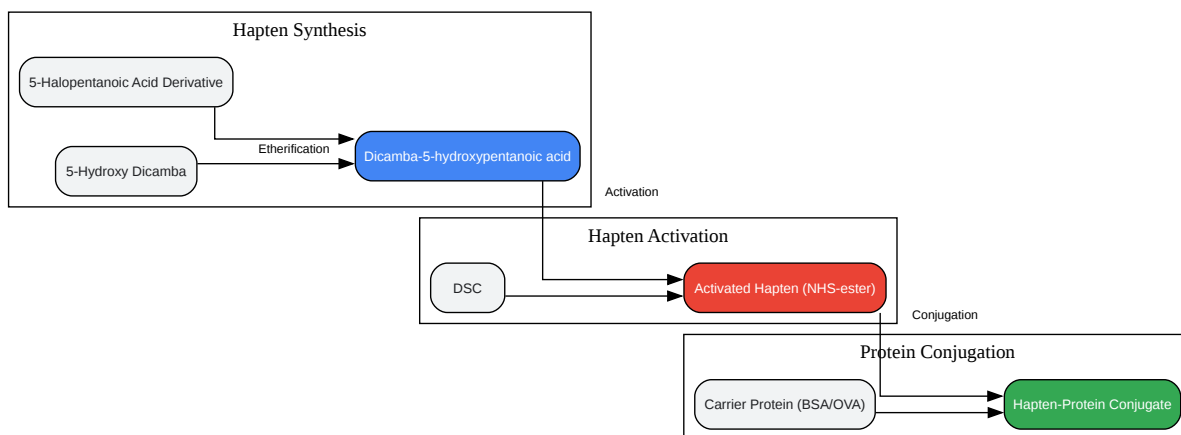 Hapten Synthesis
5-Halopentanoic Acid Derivative
Etherification
Dicamba-5-hydroxypentanoic acid
5-Hydroxy Dicamba
Activation
Hapten Activation
DSC
Activated Hapten (NHS-ester)
Conjugation
Protein Conjugation
Carrier Protein (BSA/OVA)
Hapten-Protein Conjugate